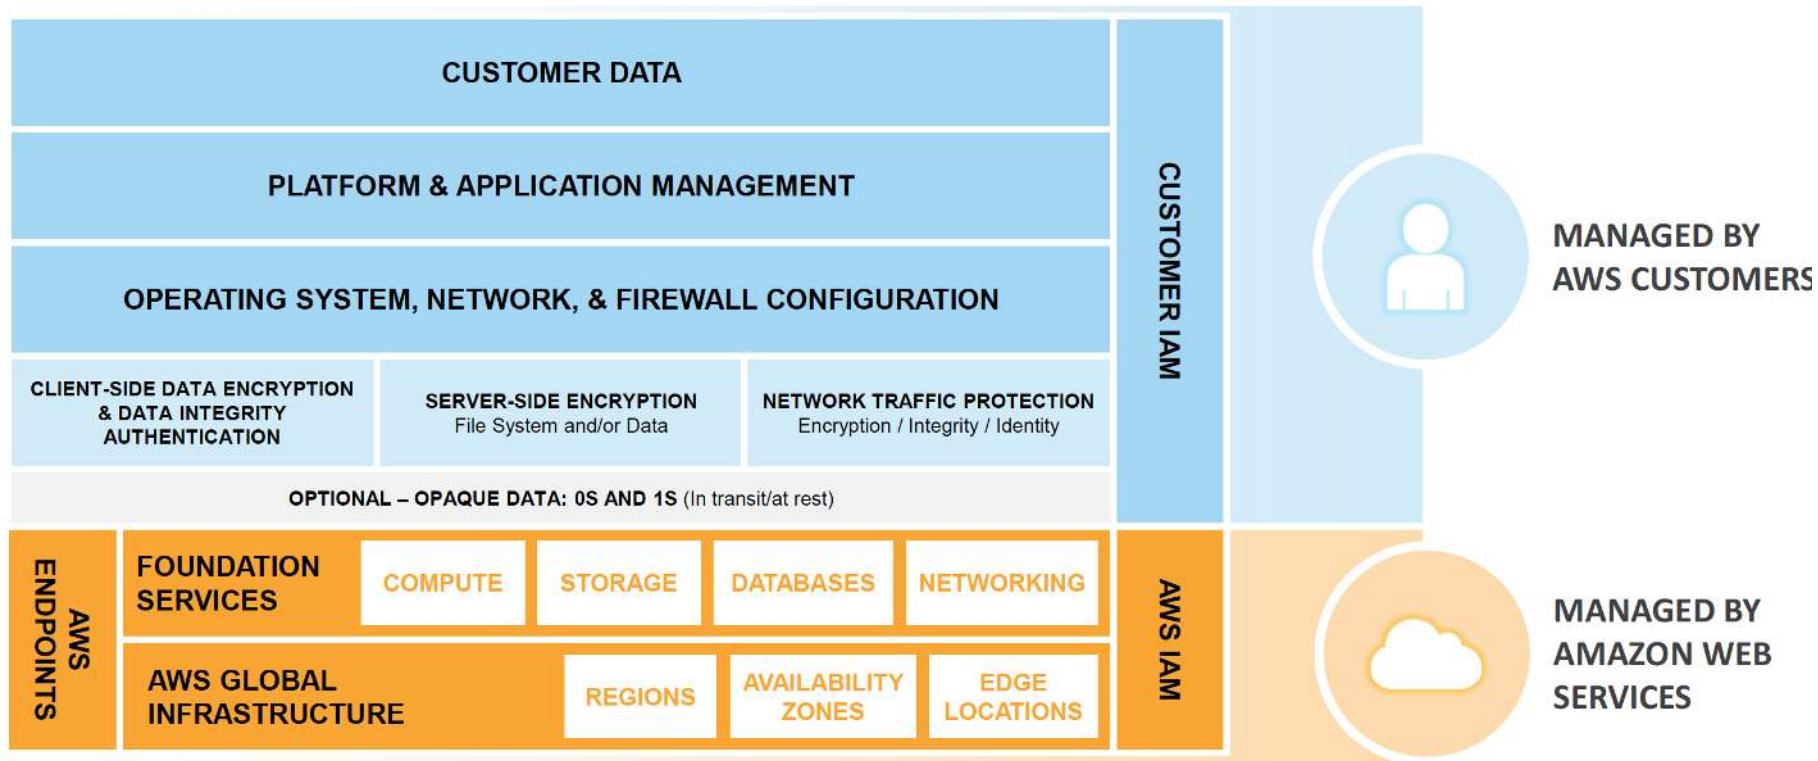 CUSTOMER DATA
PLATFORM & APPLICATION MANAGEMENT
OPERATING SYSTEM, NETWORK, & FIREWALL CONFIGURATION
CLIENT-SIDE DATA ENCRYPTION
& DATA INTEGRITY
AUTHENTICATION
SERVER-SIDE ENCRYPTION
File System and/or Data
NETWORK TRAFFIC PROTECTION
Encryption / Integrity / Identity
OPTIONAL – OPAQUE DATA: 0S AND 1S (In transit/at rest)
CUSTOMER IAM
MANAGED BY
AWS CUSTOMERS
AWS
ENDPOINTS
FOUNDATION
SERVICES
COMPUTE
STORAGE
DATABASES
NETWORKING
AWS GLOBAL
INFRASTRUCTURE
REGIONS
AVAILABILITY
ZONES
EDGE
LOCATIONS
AWS IAM
MANAGED BY
AMAZON WEB
SERVICES